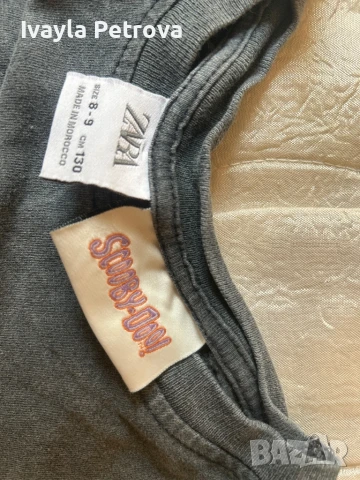 Ivayla Petrova
ZARA
SIZE 8 - 9 CM 130
MADE IN MOROCCO
SCOOBY-DOO!
bazar